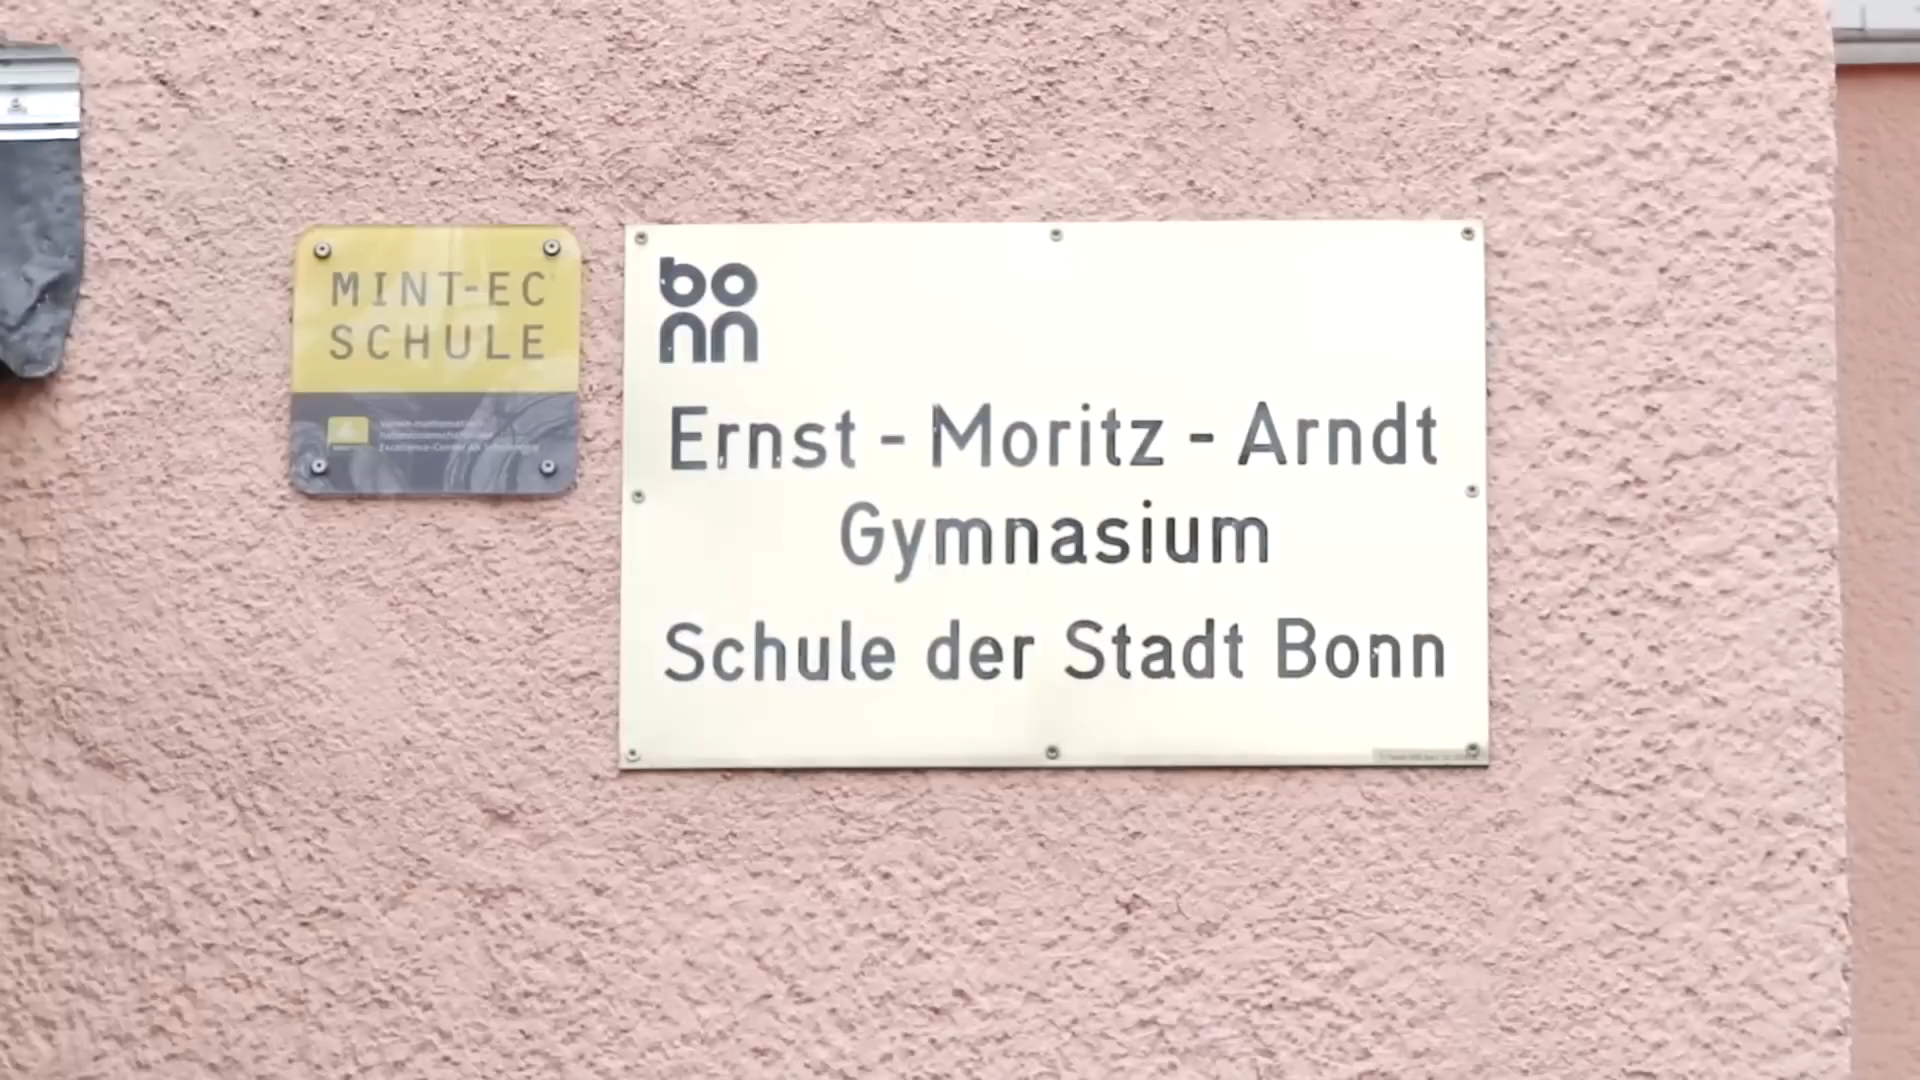 MINT-EC
SCHULE
bo
nn
Ernst - Moritz - Arndt
Gymnasium
Schule der Stadt Bonn